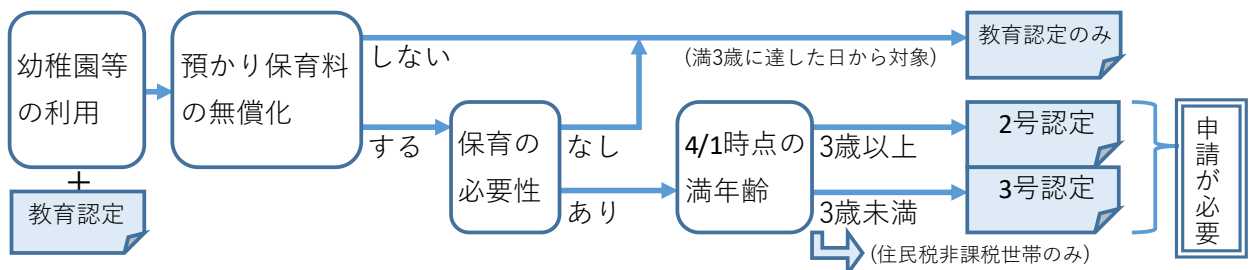 幼稚園等
の利用
+
教育認定
預かり保育料
の無償化
しない
する
保育の
必要性
なし
あり
(満3歳に達した日から対象)
教育認定のみ
4/1時点の
満年齢
3歳以上
3歳未満
(住民税非課税世帯のみ)
2号認定
3号認定
申請が必要